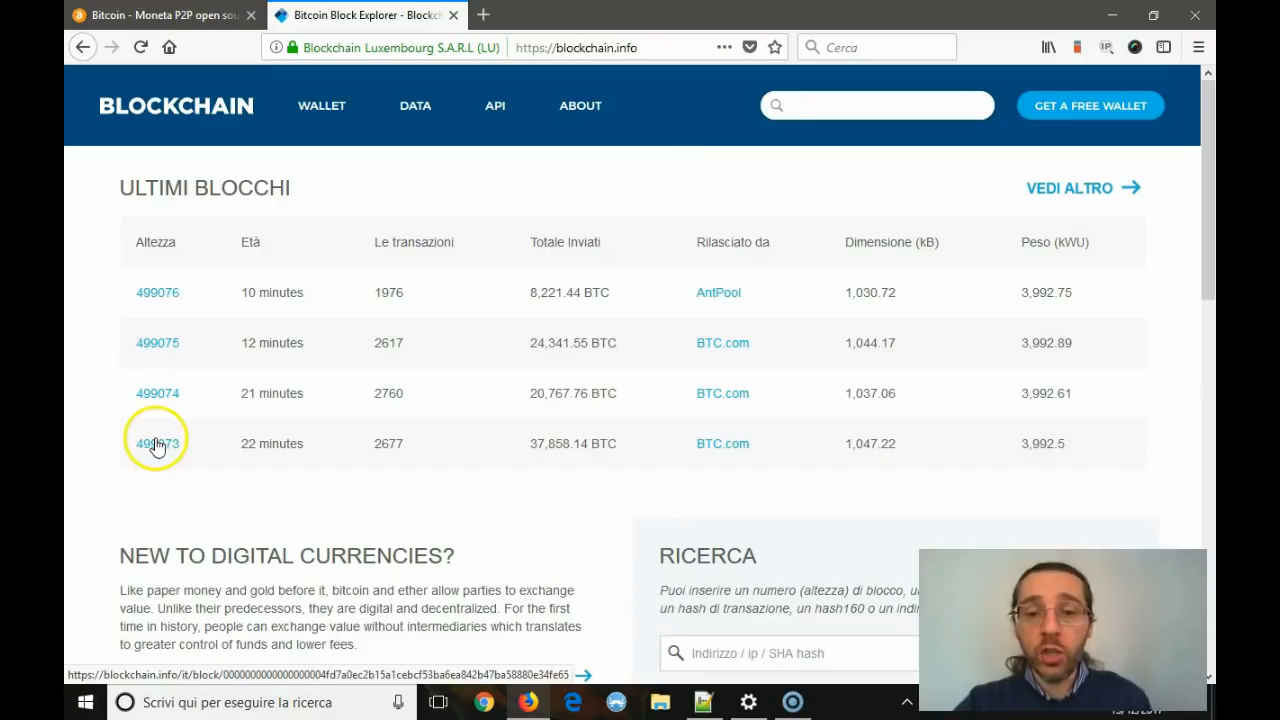 Bitcoin - Moneta P2P open sou
Bitcoin Block Explorer - Blockch
Blockchain Luxembourg S.A.R.L (LU)
https://blockchain.info
Cerca
IP
BLOCKCHAIN
WALLET
DATA
API
ABOUT
GET A FREE WALLET
ULTIMI BLOCCHI
VEDI ALTRO
Altezza Età Le transazioni Totale Inviati Rilasciato da Dimensione (kB) Peso (kWU)
499076 10 minutes 1976 8,221.44 BTC AntPool 1,030.72 3,992.75
499075 12 minutes 2617 24,341.55 BTC BTC.com 1,044.17 3,992.89
499074 21 minutes 2760 20,767.76 BTC BTC.com 1,037.06 3,992.61
499073 22 minutes 2677 37,858.14 BTC BTC.com 1,047.22 3,992.5
NEW TO DIGITAL CURRENCIES?
Like paper money and gold before it, bitcoin and ether allow parties to exchange
value. Unlike their predecessors, they are digital and decentralized. For the first
time in history, people can exchange value without intermediaries which translates
to greater control of funds and lower fees.
RICERCA
Puoi inserire un numero (altezza) di blocco, u
un hash di transazione, un hash160 o un indi
Indirizzo / ip / SHA hash
Scrivi qui per eseguire la ricerca